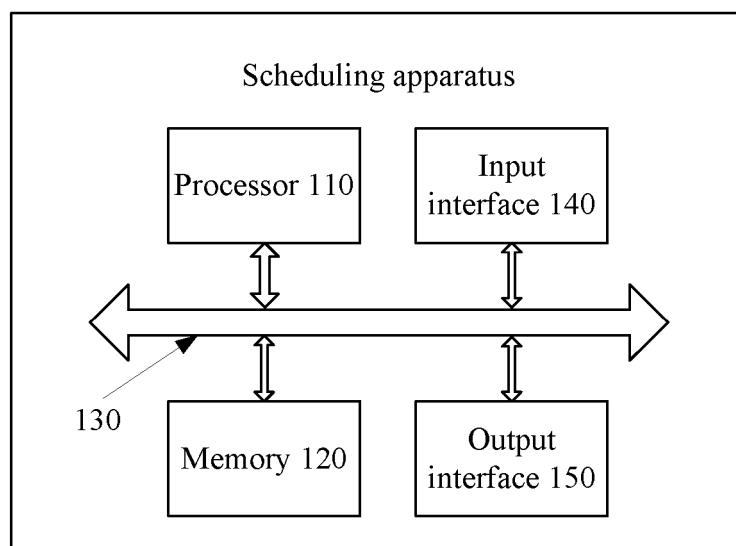 Scheduling apparatus
Processor 110
Input
interface 140
130
Memory 120
Output
interface 150